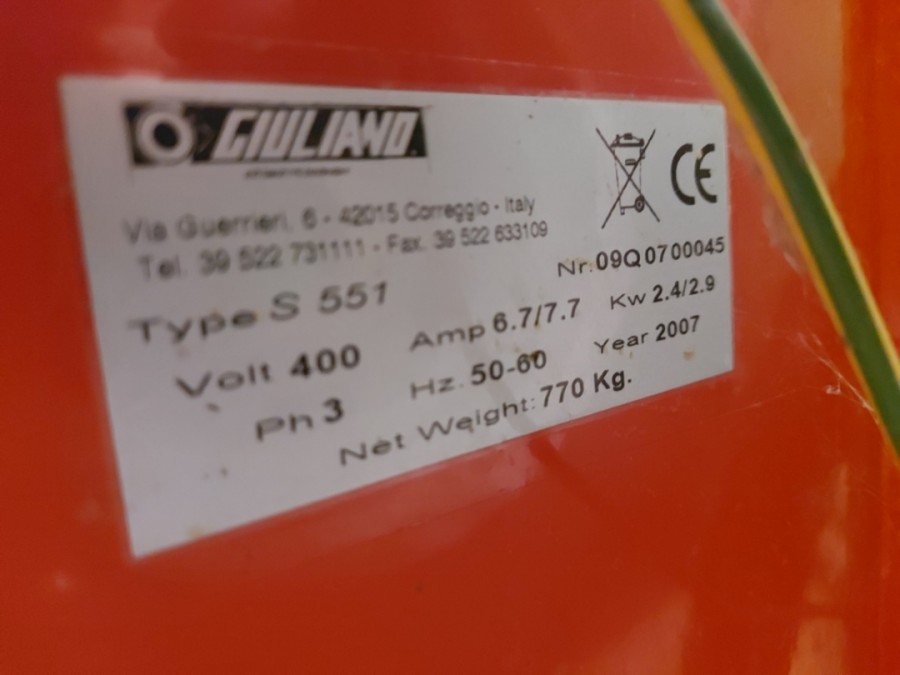 GIULIANO
Via Guerrieri, 6 - 42015 Correggio - Italy
Tel. 39 522 731111 - Fax. 39 522 633109
CE
Nr.09Q0700045
Type S 551
Volt 400 Amp 6.7/7.7 Kw 2.4/2.9
Ph 3 Hz. 50-60 Year 2007
Net Weight: 770 Kg.